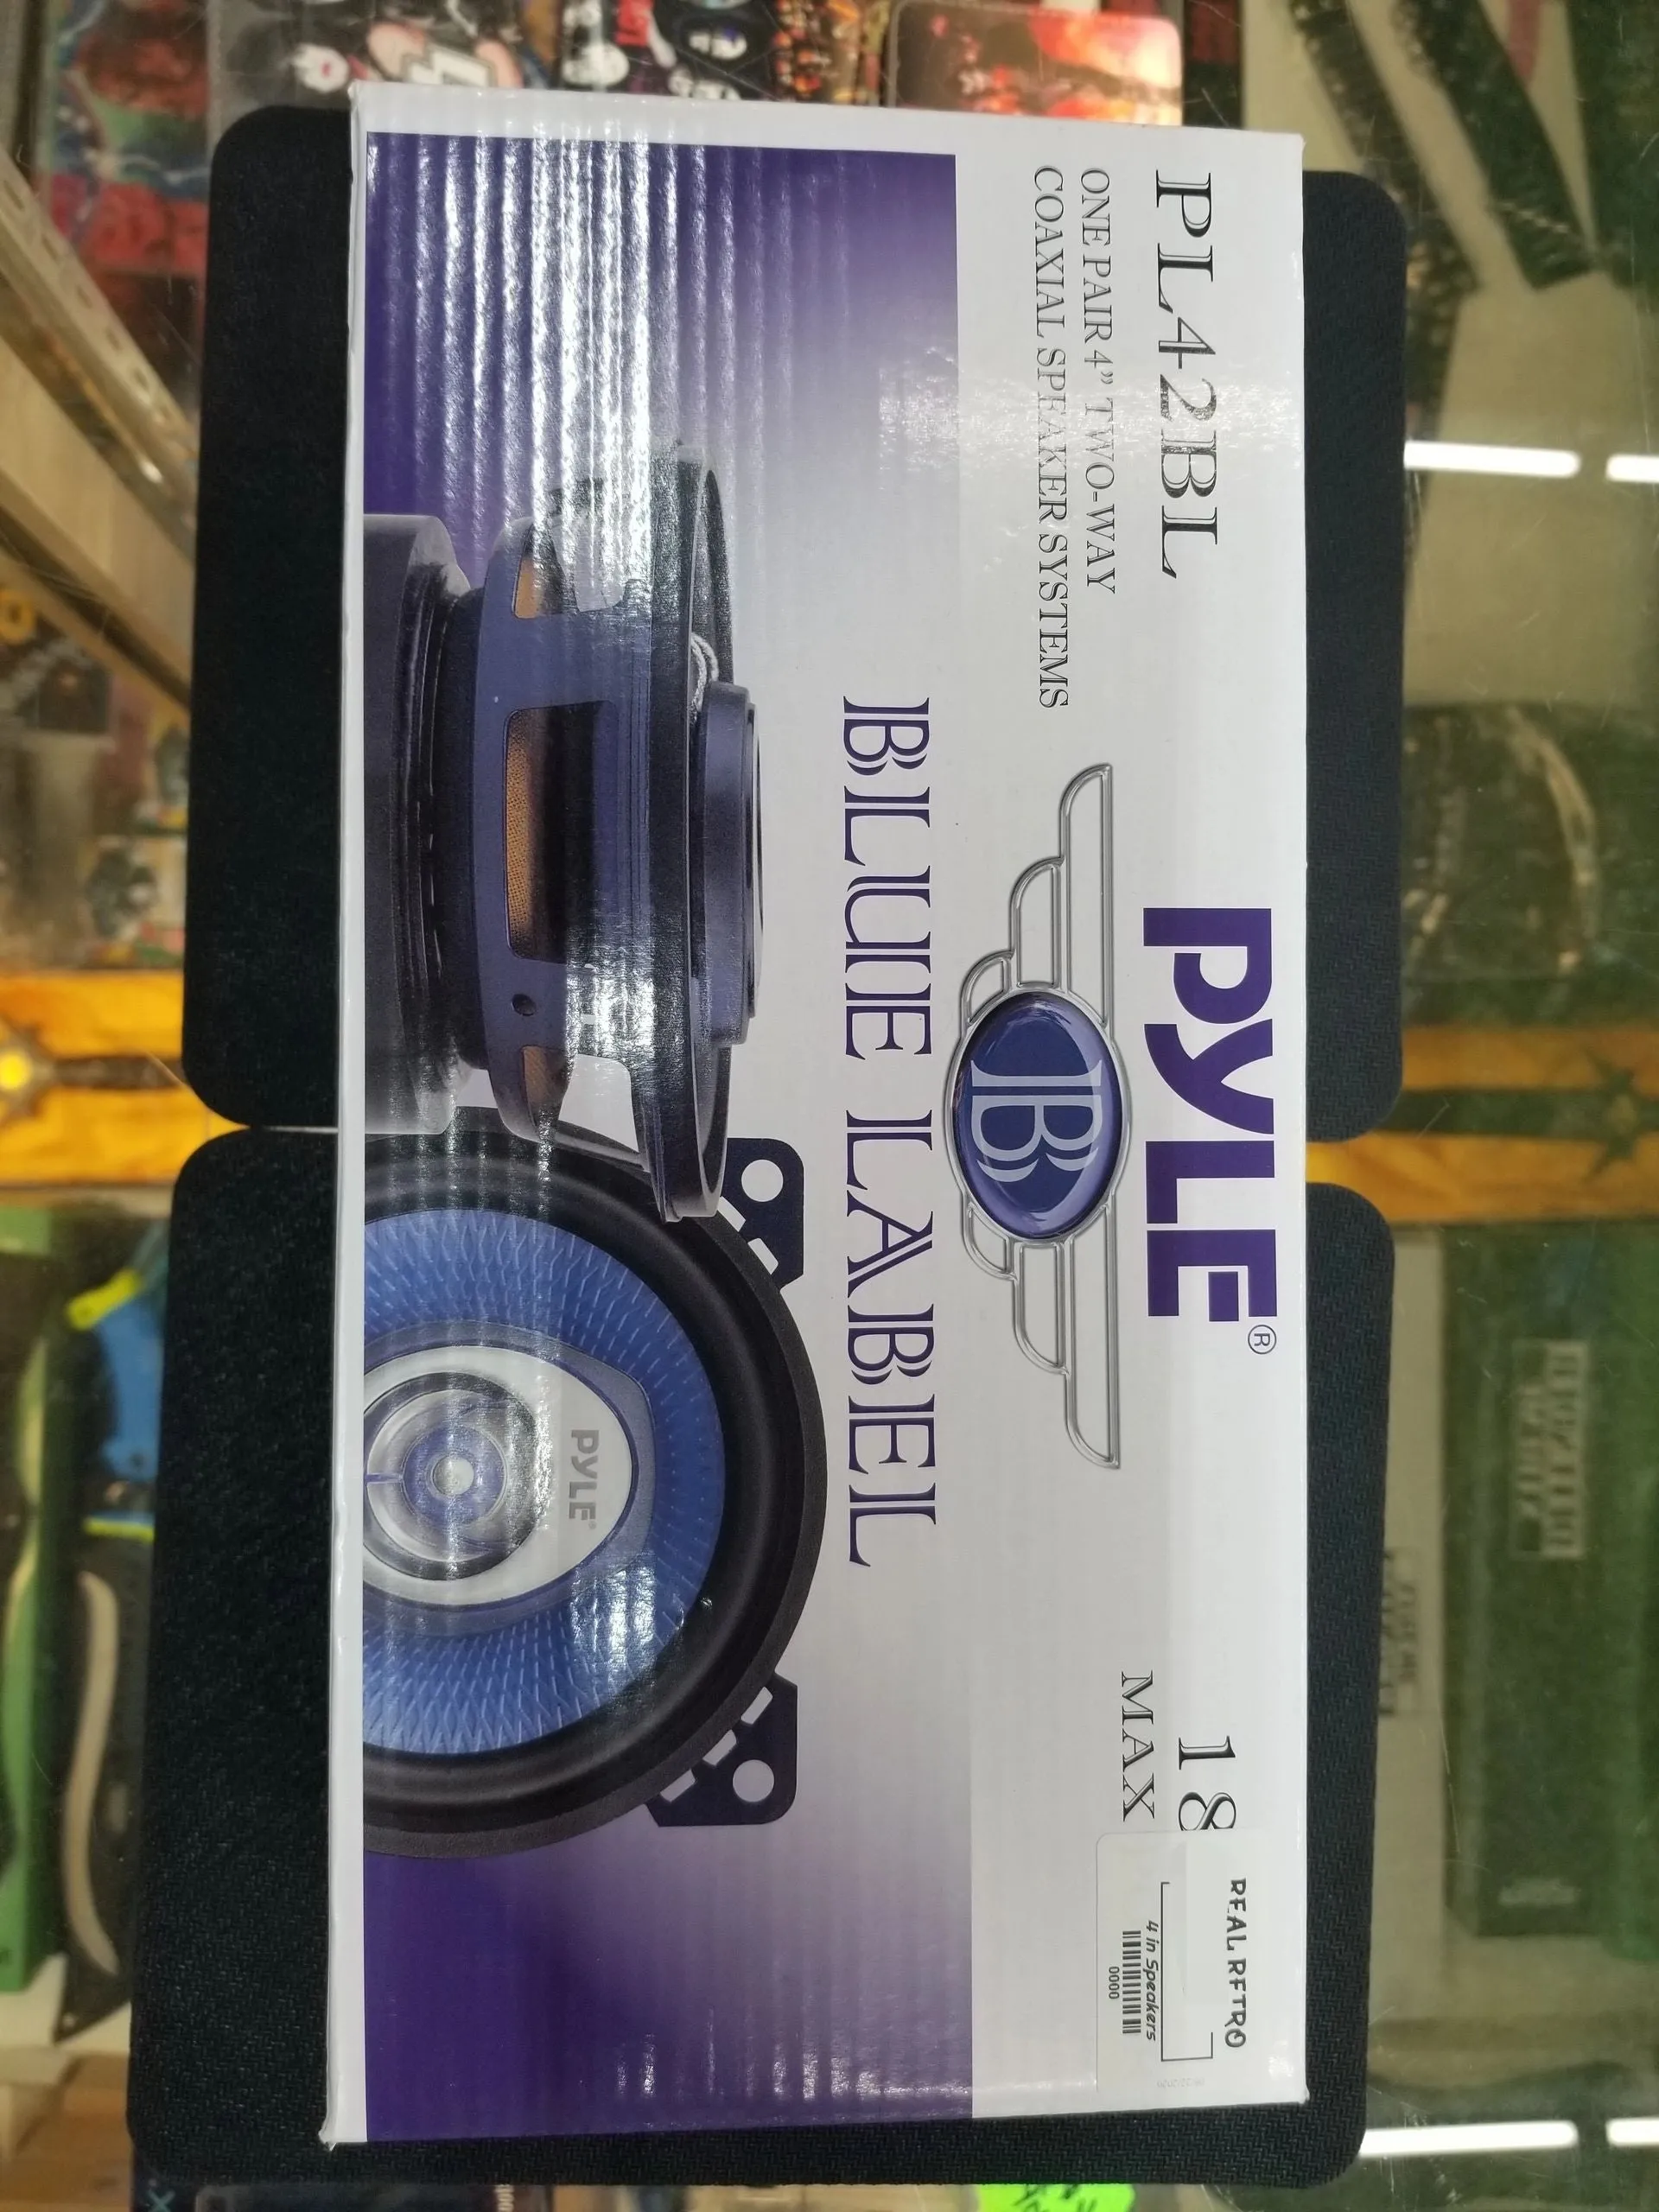 PL42BL
ONE PAIR 4” TWO-WAY
COAXIAL SPEAKER SYSTEMS
PYLE®
B
BLUE LABEL
18
MAX
REAL RETRO
4 in Speakers
0000
PYLE